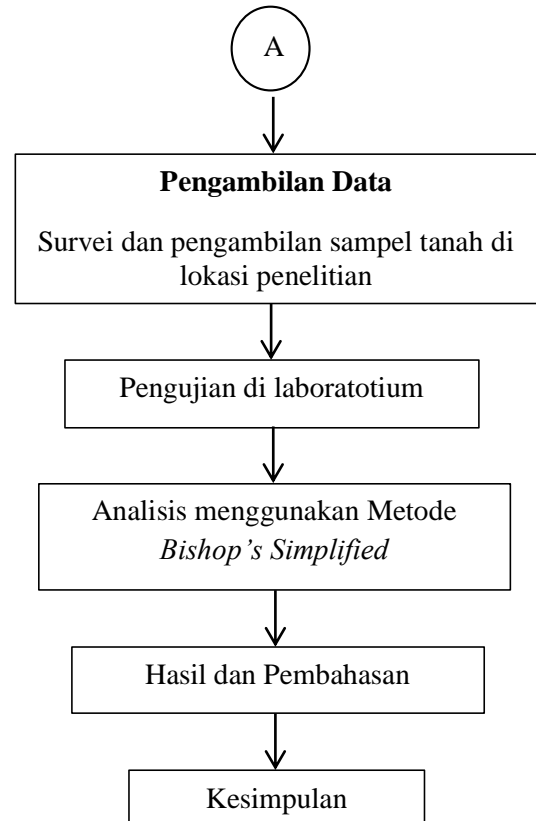 A
Pengambilan Data
Survei dan pengambilan sampel tanah di
lokasi penelitian
Pengujian di laboratotium
Analisis menggunakan Metode
Bishop’s Simplified
Hasil dan Pembahasan
Kesimpulan